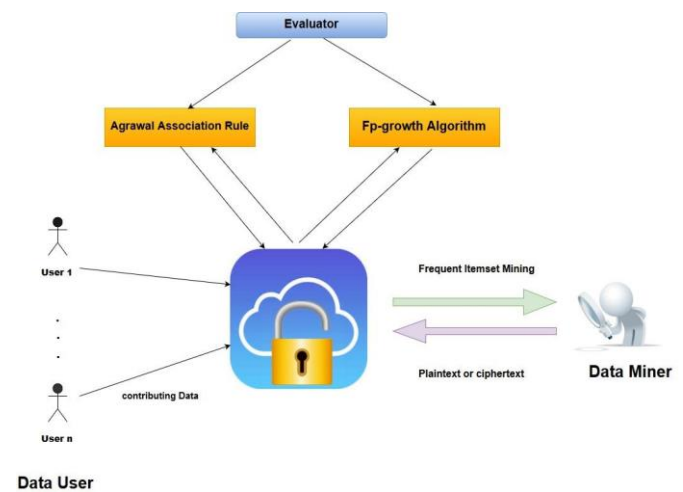 Evaluator
Agrawal Association Rule
Fp-growth Algorithm
User 1
Frequent Itemset Mining
.
.
.
Plaintext or ciphertext
Data Miner
contributing Data
User n
Data User